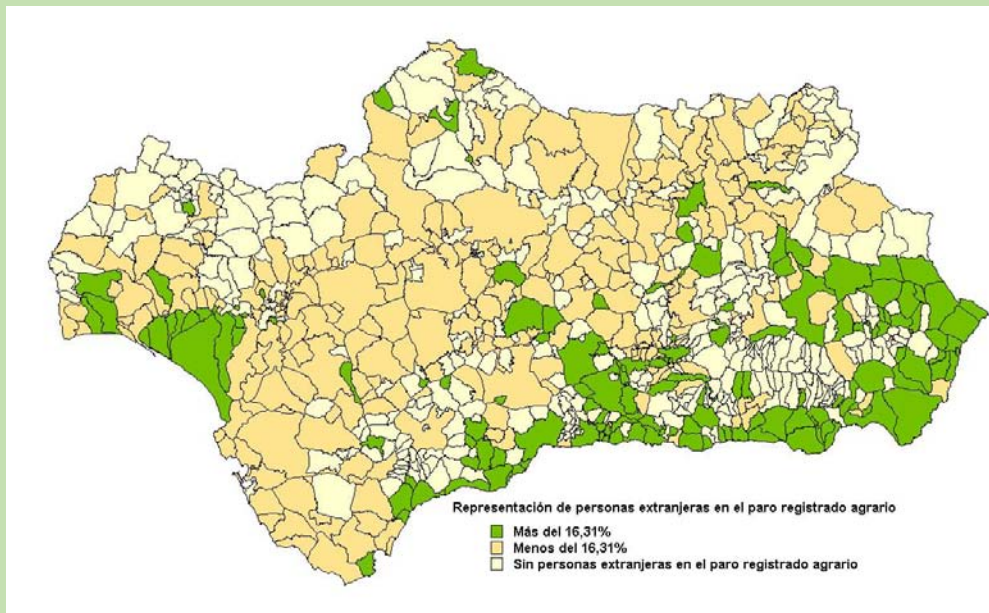 Representación de personas extranjeras en el paro registrado agrario
Más del 16,31%
Menos del 16,31%
Sin personas extranjeras en el paro registrado agrario